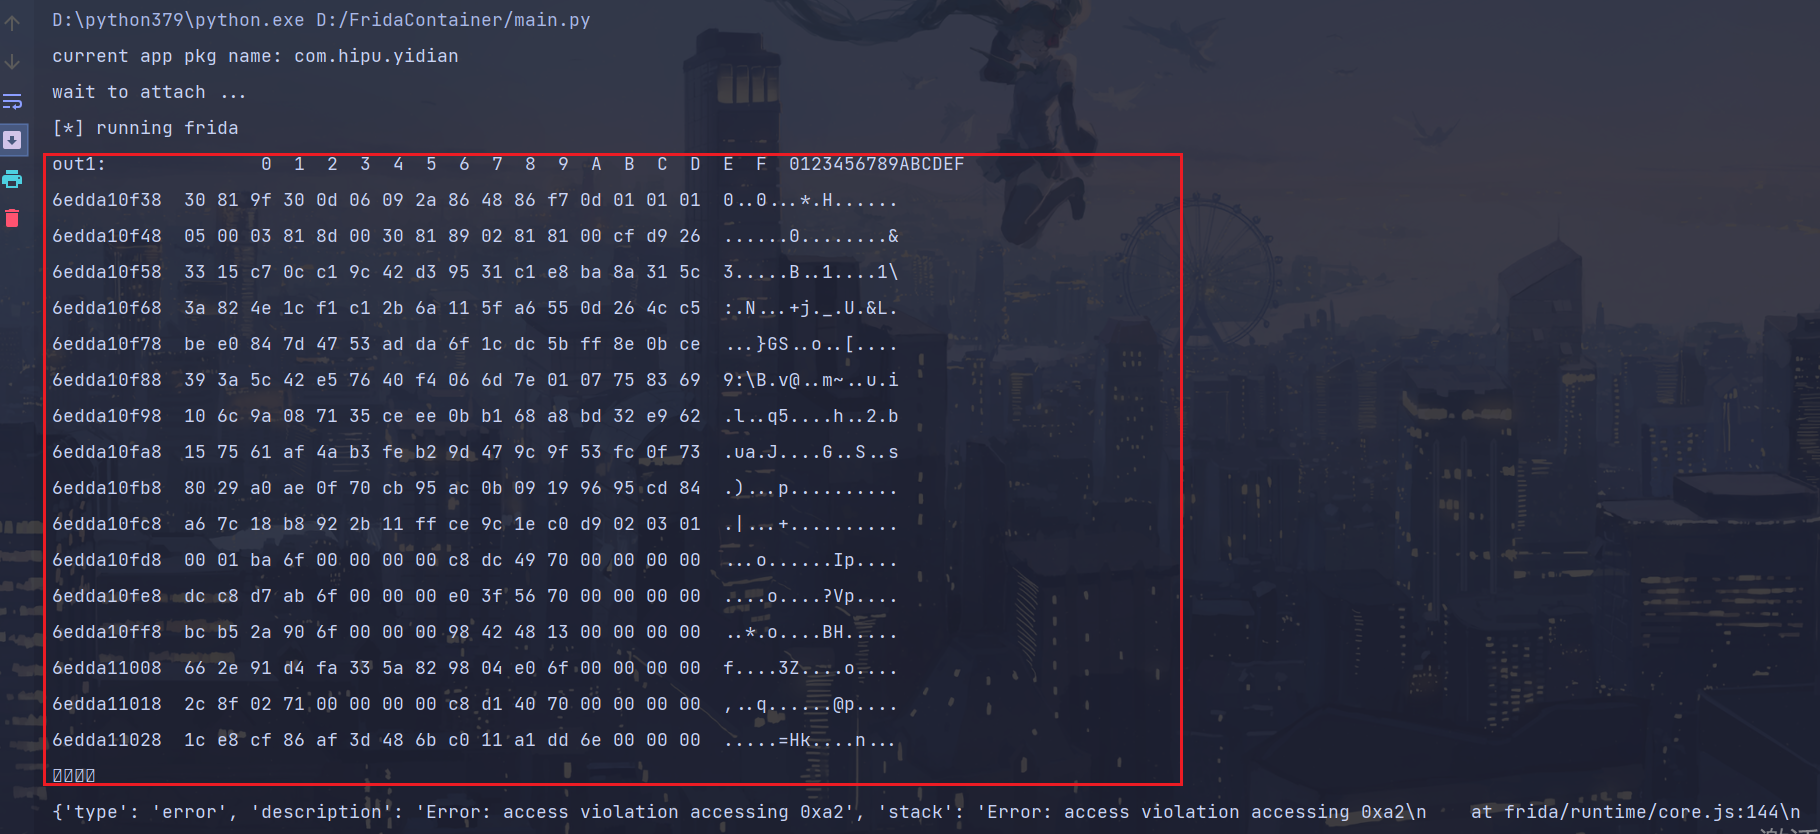 D:\python379\python.exe D:/FridaContainer/main.py
current app pkg name: com.hipu.yidian
wait to attach ...
[*] running frida
out1:              0  1  2  3  4  5  6  7  8  9  A  B  C  D  E  F  0123456789ABCDEF
6edda10f38  30 81 9f 30 0d 06 09 2a 86 48 86 f7 0d 01 01 01  0..0...*.H......
6edda10f48  05 00 03 81 8d 00 30 81 89 02 81 81 00 cf d9 26  ......0........&
6edda10f58  33 15 c7 0c c1 9c 42 d3 95 31 c1 e8 ba 8a 31 5c  3.....B..1....1\
6edda10f68  3a 82 4e 1c f1 c1 2b 6a 11 5f a6 55 0d 26 4c c5  :.N...+j._.U.&L.
6edda10f78  be e0 84 7d 47 53 ad da 6f 1c dc 5b ff 8e 0b ce  ...}GS..o..[....
6edda10f88  39 3a 5c 42 e5 76 40 f4 06 6d 7e 01 07 75 83 69  9:\B.v@..m~..u.i
6edda10f98  10 6c 9a 08 71 35 ce ee 0b b1 68 a8 bd 32 e9 62  .l..q5....h..2.b
6edda10fa8  15 75 61 af 4a b3 fe b2 9d 47 9c 9f 53 fc 0f 73  .ua.J....G..S..s
6edda10fb8  80 29 a0 ae 0f 70 cb 95 ac 0b 09 19 96 95 cd 84  .)...p..........
6edda10fc8  a6 7c 18 b8 92 2b 11 ff ce 9c 1e c0 d9 02 03 01  .|...+..........
6edda10fd8  00 01 ba 6f 00 00 00 00 c8 dc 49 70 00 00 00 00  ...o......Ip....
6edda10fe8  dc c8 d7 ab 6f 00 00 00 e0 3f 56 70 00 00 00 00  ....o....?Vp....
6edda10ff8  bc b5 2a 90 6f 00 00 00 98 42 48 13 00 00 00 00  ..*.o....BH.....
6edda11008  66 2e 91 d4 fa 33 5a 82 98 04 e0 6f 00 00 00 00  f....3Z....o....
6edda11018  2c 8f 02 71 00 00 00 00 c8 d1 40 70 00 00 00 00  ,..q......@p....
6edda11028  1c e8 cf 86 af 3d 48 6b c0 11 a1 dd 6e 00 00 00  .....=Hk....n...
{'type': 'error', 'description': 'Error: access violation accessing 0xa2', 'stack': 'Error: access violation accessing 0xa2\n    at frida/runtime/core.js:144\n